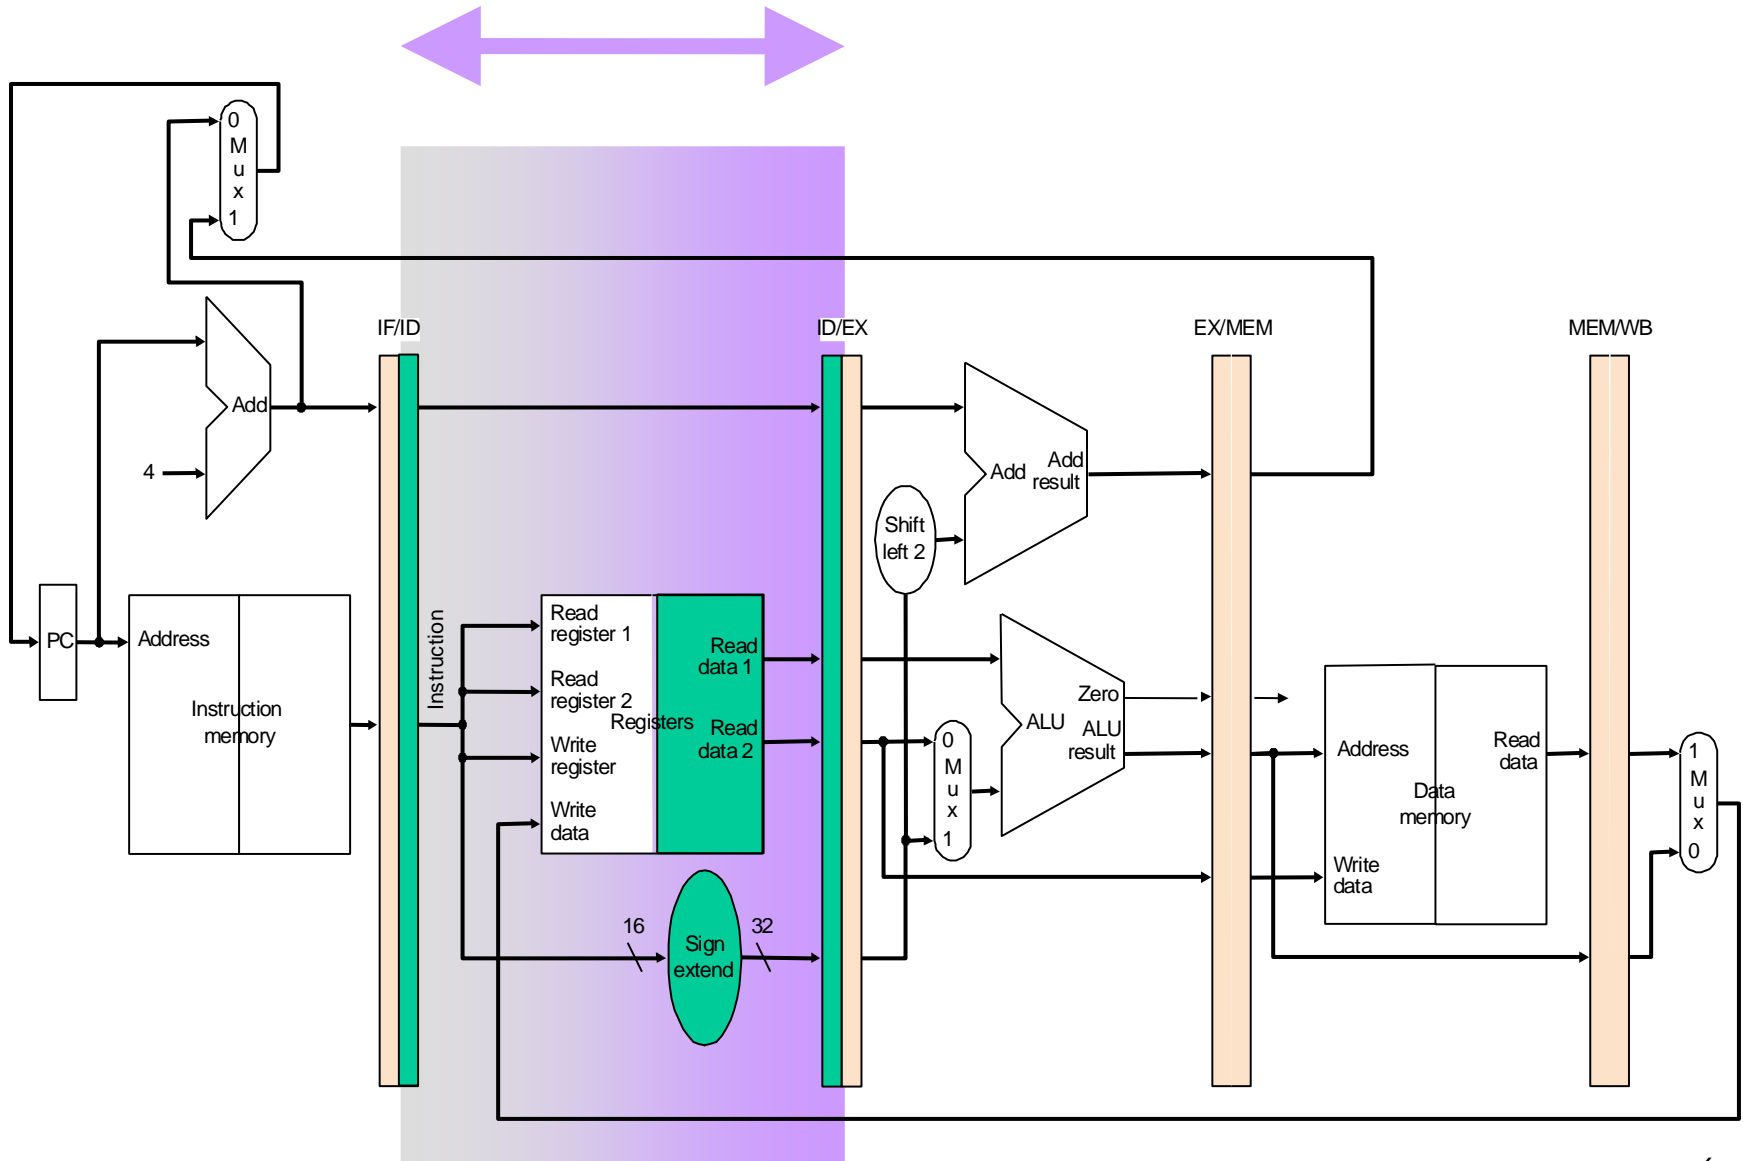 0
M
u
x
1
IF/ID
ID/EX
EX/MEM
MEM/WB
Add
4
Add
Add
result
Shift
left 2
PC
Address
Instruction
memory
Instruction
Read
register 1
Read
register 2
Registers
Write
register
Write
data
Read
data 1
Read
data 2
16
Sign
extend
32
0
M
u
x
1
Zero
ALU
ALU
result
Address
Read
data
Data
memory
Write
data
1
M
u
x
0